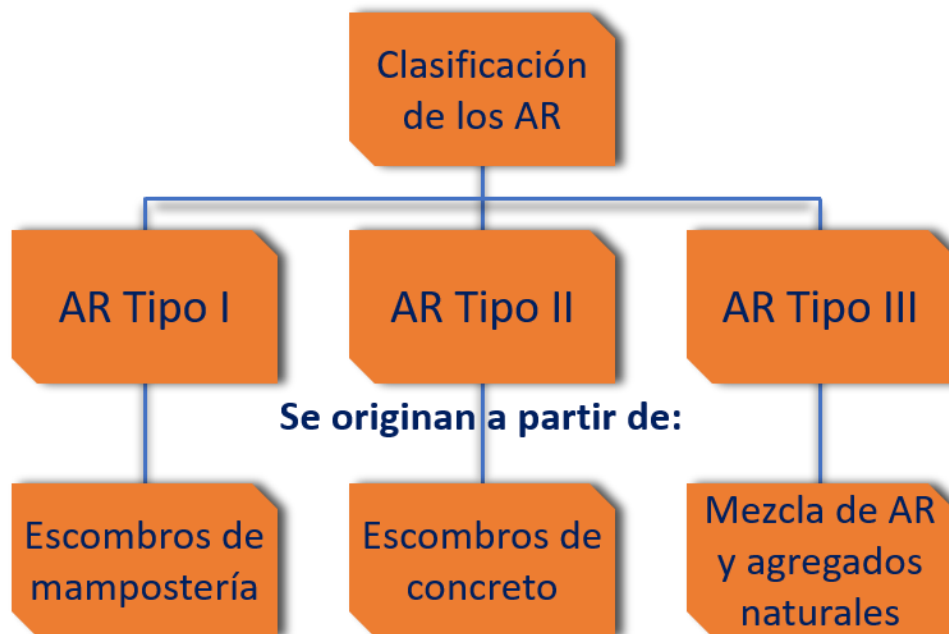 Clasificación
de los AR
AR Tipo I
AR Tipo II
AR Tipo III
Se originan a partir de:
Escombros de
mampostería
Escombros de
concreto
Mezcla de AR
y agregados
naturales